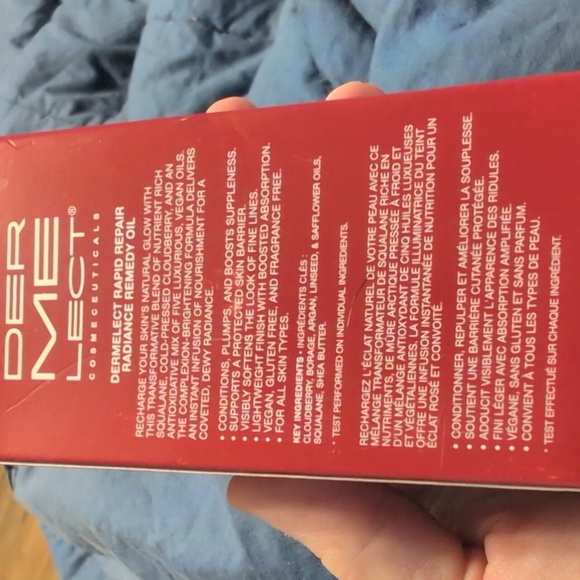 DER
ME
LECT®
COSMECEUTICALS
DERMELECT RAPID REPAIR
RADIANCE REMEDY OIL
RECHARGE YOUR SKIN'S NATURAL GLOW WITH
THIS TRANSFORMATIVE BLEND OF NUTRIENT RICH
SQUALANE, COLD-PRESSED CLOUDBERRY AND AN
ANTIOXIDATIVE MIX OF FIVE LUXURIOUS, VEGAN OILS.
THE COMPLEXION-BRIGHTENING FORMULA DELIVERS
AN INSTANT INFUSION OF NOURISHMENT FOR A
COVETED, DEWY RADIANCE
• CONDITIONS, PLUMPS, AND BOOSTS SUPPLENESS.
• SUPPORTS A PROTECTED SKIN BARRIER.
• VISIBLY SOFTENS THE LOOK OF FINE LINES.
• LIGHTWEIGHT FINISH WITH BOOSTED ABSORPTION.
• VEGAN, GLUTEN FREE, AND FRAGRANCE FREE.
• FOR ALL SKIN TYPES.
KEY INGREDIENTS • INGRÉDIENTS CLÉS :
CLOUDBERRY, BORAGE, ARGAN, LINSEED, & SAFFLOWER OILS,
SQUALANE, SHEA BUTTER.
* TEST PERFORMED ON INDIVIDUAL INGREDIENTS.
RECHARGEZ L'ÉCLAT NATUREL DE VOTRE PEAU AVEC CE
MÉLANGE TRANSFORMATEUR DE SQUALANE RICHE EN
NUTRIMENTS, DE MÛRE ARCTIQUE PRESSÉE À FROID ET
D'UN MÉLANGE ANTIOXYDANT DE CINQ HUILES LUXUEUSES
ET VÉGÉTALIENNES. LA FORMULE ILLUMINATRICE DU TEINT
OFFRE UNE INFUSION INSTANTANÉE DE NUTRITION POUR UN
ÉCLAT ROSÉ ET CONVOITÉ.
• CONDITIONNER, REPULPER ET AMÉLIORER LA SOUPLESSE.
• SOUTIENT UNE BARRIÈRE CUTANÉE PROTÉGÉE.
• ADOUCIT VISIBLEMENT L'APPARENCE DES RIDULES.
• FINI LÉGER AVEC ABSORPTION AMPLIFIÉE.
• VÉGANE, SANS GLUTEN ET SANS PARFUM.
• CONVIENT À TOUS LES TYPES DE PEAU.
* TEST EFFECTUÉ SUR CHAQUE INGRÉDIENT.